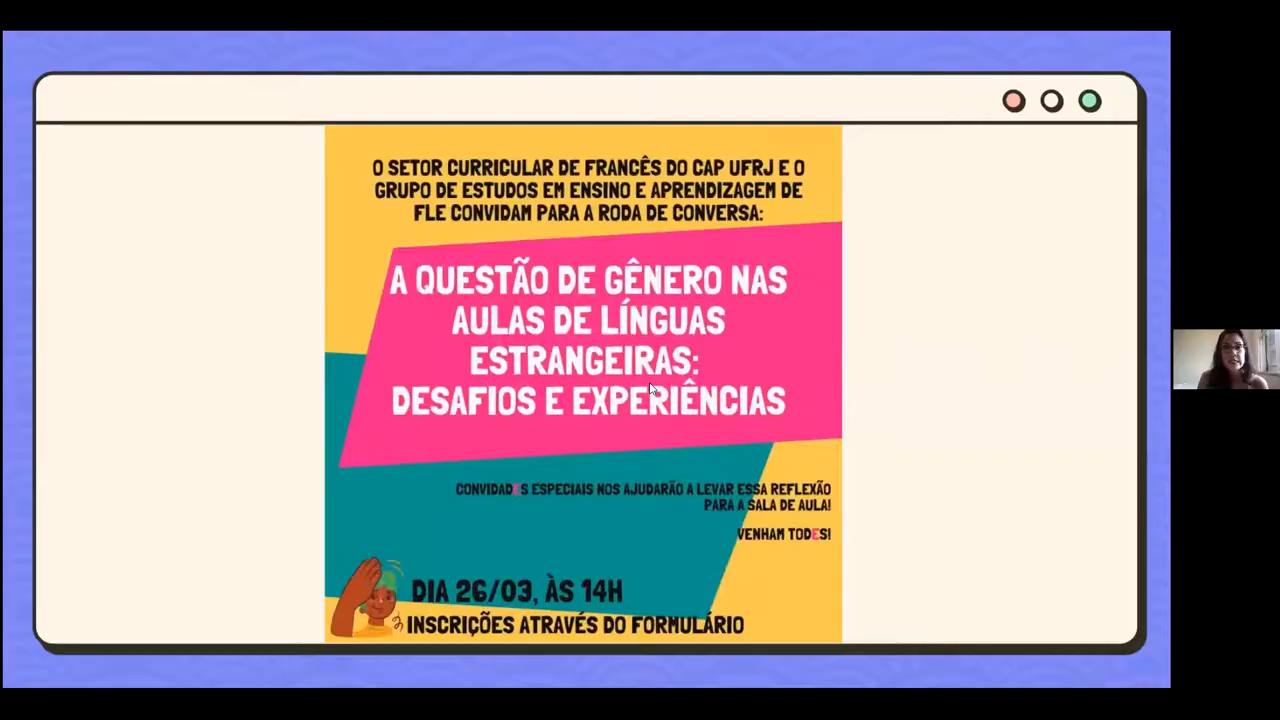 O SETOR CURRICULAR DE FRANCÊS DO CAP UFRJ E O
GRUPO DE ESTUDOS EM ENSINO E APRENDIZAGEM DE
FLE CONVIDAM PARA A RODA DE CONVERSA:
A QUESTÃO DE GÊNERO NAS
AULAS DE LÍNGUAS
ESTRANGEIRAS:
DESAFIOS E EXPERIÊNCIAS
CONVIDADES ESPECIAIS NOS AJUDARÃO A LEVAR ESSA REFLEXÃO
PARA A SALA DE AULA!
VENHAM TODES!
DIA 26/03, ÀS 14H
INSCRIÇÕES ATRAVÉS DO FORMULÁRIO